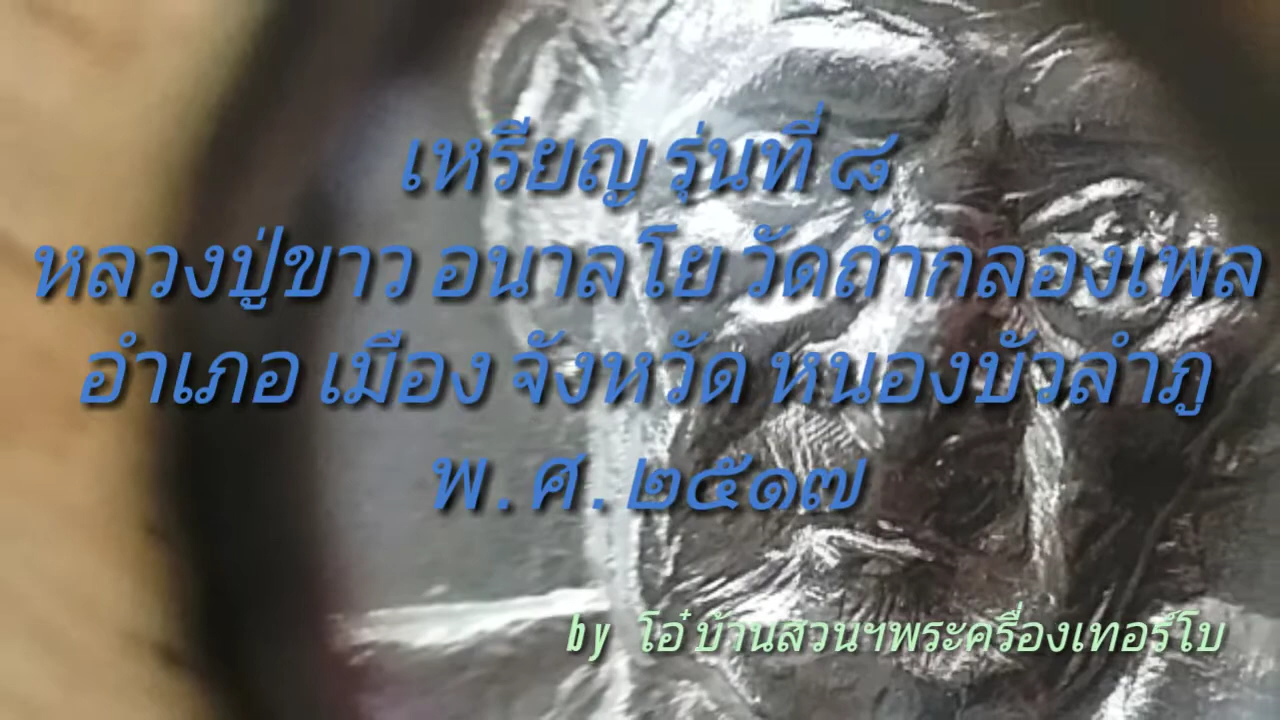 เหรียญ รุ่นที่ ๘
หลวงปู่ขาว อนาลโย วัดถ้ำกลองเพล
อำเภอ เมือง จังหวัด หนองบัวลำภู
พ.ศ.๒๕๑๗
by โอ๋บ้านสวนฯพระครื่องเทอร์โบ